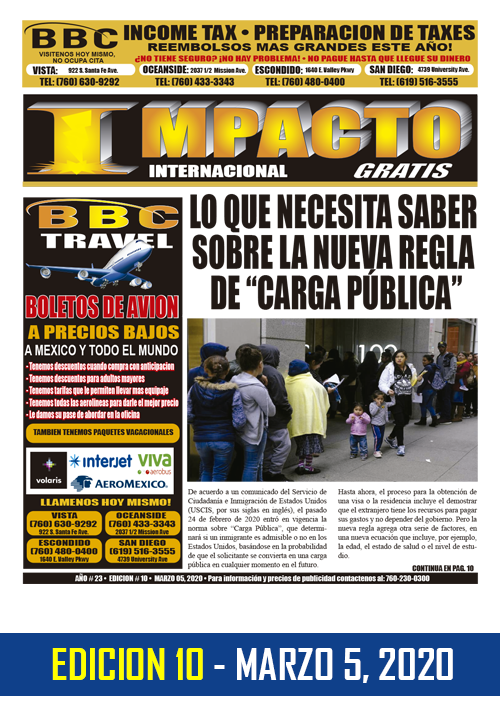 BBC
VISITENOS HOY MISMO,
NO OCUPA CITA
INCOME TAX • PREPARACION DE TAXES
REEMBOLSOS MAS GRANDES ESTE AÑO!
¿NO TIENE SEGURO? ¡NO HAY PROBLEMA! • NO PAGUE HASTA QUE LLEGUE SU DINERO
VISTA: 922 S. Santa Fe Ave.
TEL: (760) 630-9292
OCEANSIDE: 2037 1/2 Mission Ave.
TEL: (760) 433-3343
ESCONDIDO: 1640 E. Valley Pkwy
TEL: (760) 480-0400
SAN DIEGO: 4739 University Ave.
TEL: (619) 516-3555
IMPACTO
INTERNACIONAL
GRATIS
BBC
TRAVEL
BOLETOS DE AVION
A PRECIOS BAJOS
A MEXICO Y TODO EL MUNDO
• Tenemos descuentos cuando compra con anticipacion
• Tenemos descuentos para adultos mayores
• Tenemos tarifas que lo permiten llevar mas equipaje
• Tenemos todas las aerolineas para darle el mejor precio
• Le damos su pase de abordar en la oficina
TAMBIEN TENEMOS PAQUETES VACACIONALES
volaris
interjet
viva
aerobus
AEROMEXICO.
LLAMENOS HOY MISMO!
VISTA
(760) 630-9292
922 S. Santa Fe Ave.
OCEANSIDE
(760) 433-3343
2037 1/2 Mission Ave.
ESCONDIDO
(760) 480-0400
1640 E. Valley Pkwy
SAN DIEGO
(619) 516-3555
4739 University Ave
LO QUE NECESITA SABER
SOBRE LA NUEVA REGLA
DE “CARGA PÚBLICA”
De acuerdo a un comunicado del Servicio de
Ciudadanía e Inmigración de Estados Unidos
(USCIS, por sus siglas en inglés), el pasado
24 de febrero de 2020 entró en vigencia la
norma sobre “Carga Pública”, que determi-
nará si un inmigrante es admisible o no en los
Estados Unidos, basándose en la probabilidad
de que el solicitante se convierta en una carga
pública en cualquier momento en el futuro.
Hasta ahora, el proceso para la obtención de
una visa o la residencia incluye el demostrar
que el extranjero tiene los recursos para pagar
sus gastos y no depender del gobierno. Pero la
nueva regla agrega otra serie de factores, en
una nueva ecuación que incluye, por ejemplo,
la edad, el estado de salud o el nivel de estu-
dio.
CONTINUA EN PAG. 10
AÑO # 23 • EDICION # 10 • MARZO 05, 2020 • Para información y precios de publicidad contactenos al: 760-230-0300
EDICION 10 - MARZO 5, 2020